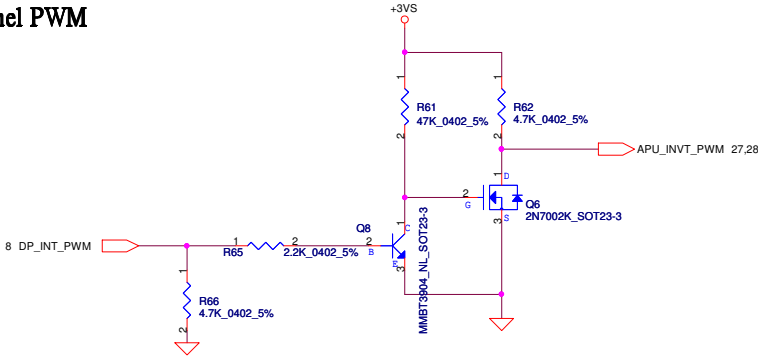 nel PWM
+3VS
1
1
R61
47K_0402_5%
R62
4.7K_0402_5%
2
2
APU_INVT_PWM 27,28
1
D
2
G
Q6
2N7002K_SOT23-3
S
3
Q8
1
C
MMBT3904_NL_SOT23-3
8 DP_INT_PWM
1
R65
2
2.2K_0402_5%
2
B
E
3
1
R66
4.7K_0402_5%
2